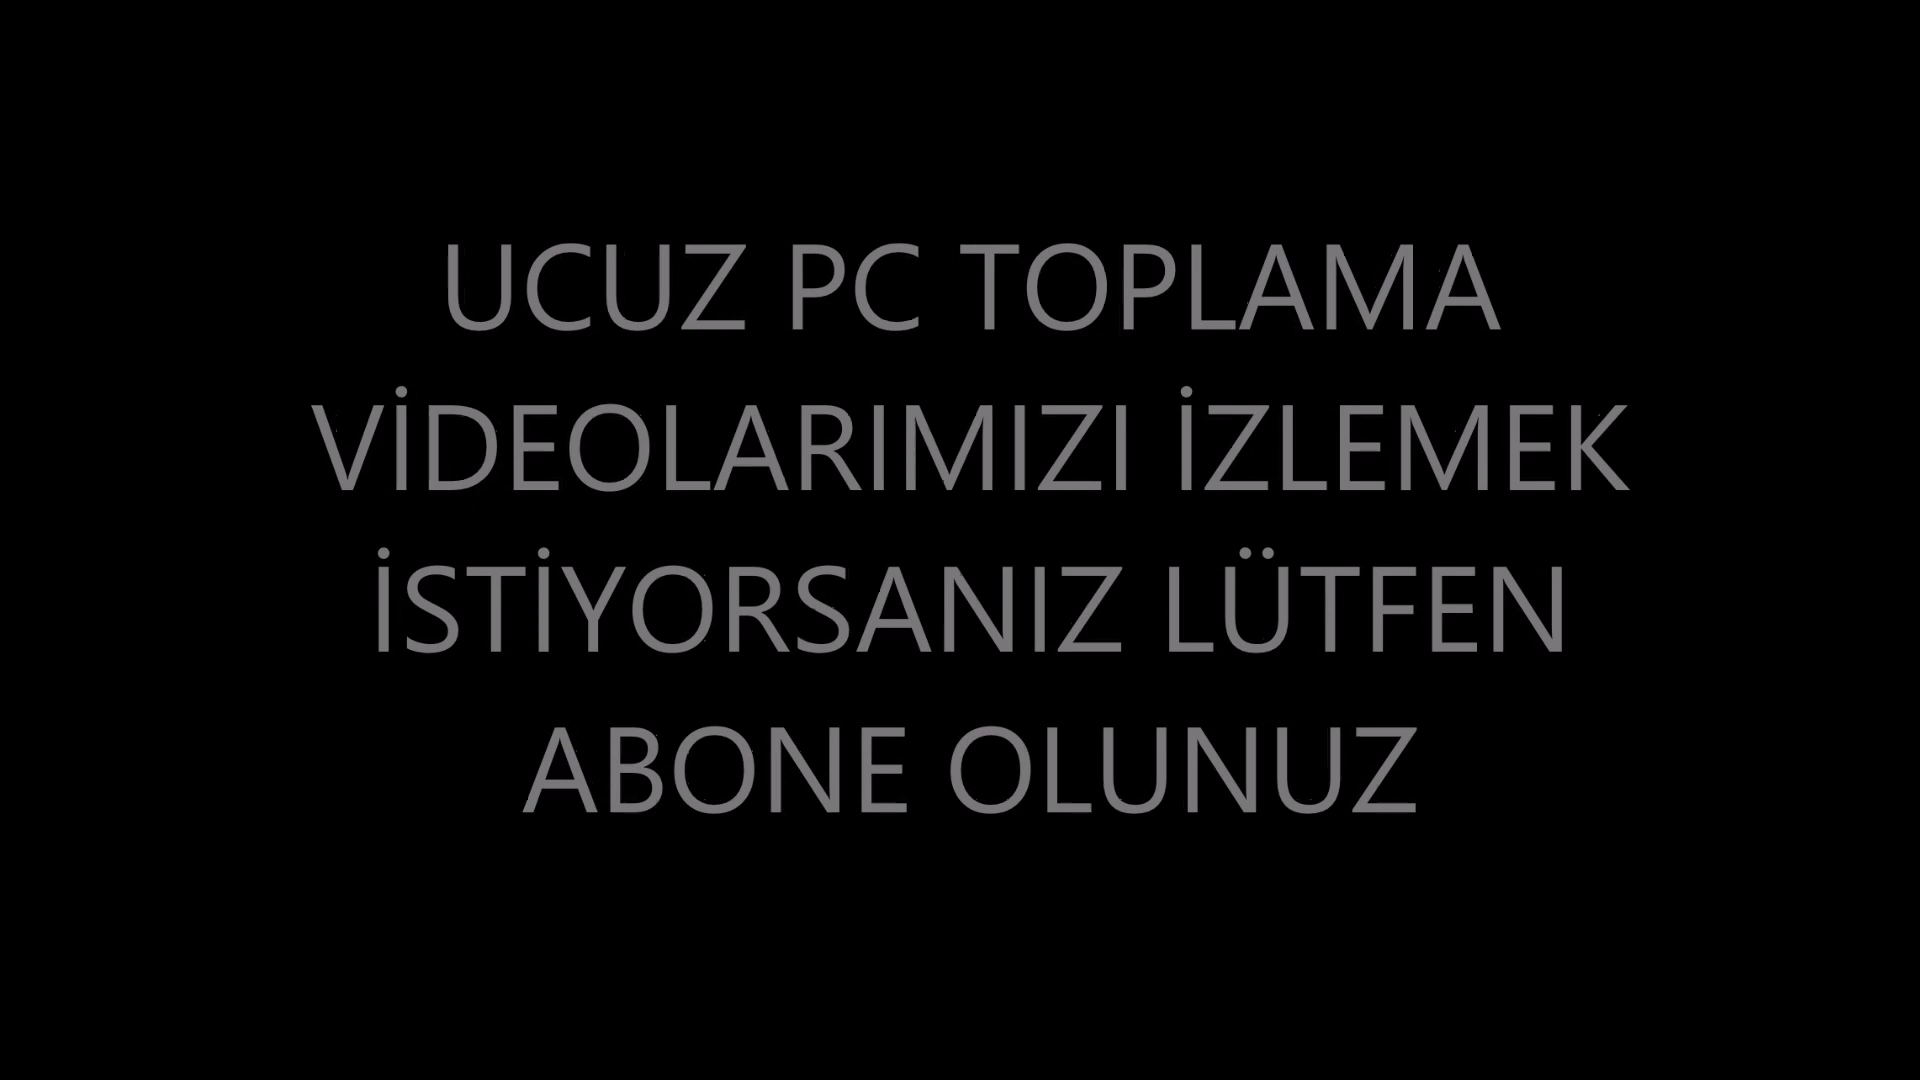 UCUZ PC TOPLAMA
VİDEOLARIMIZI İZLEMEK
İSTİYORSANIZ LÜTFEN
ABONE OLUNUZ